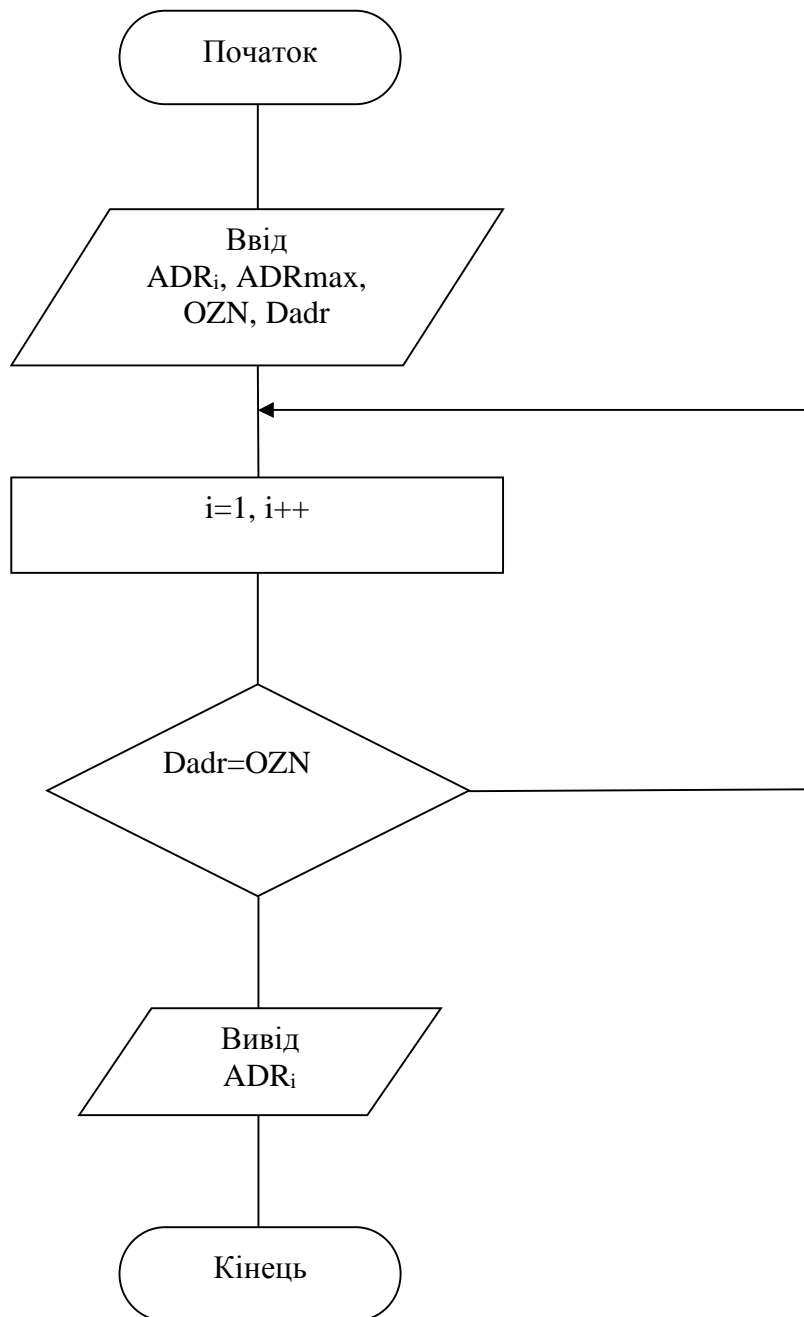 Початок
Ввід
ADRᵢ, ADRmax,
OZN, Dadr
i=1, i++
Dadr=OZN
Вивід
ADRᵢ
Кінець